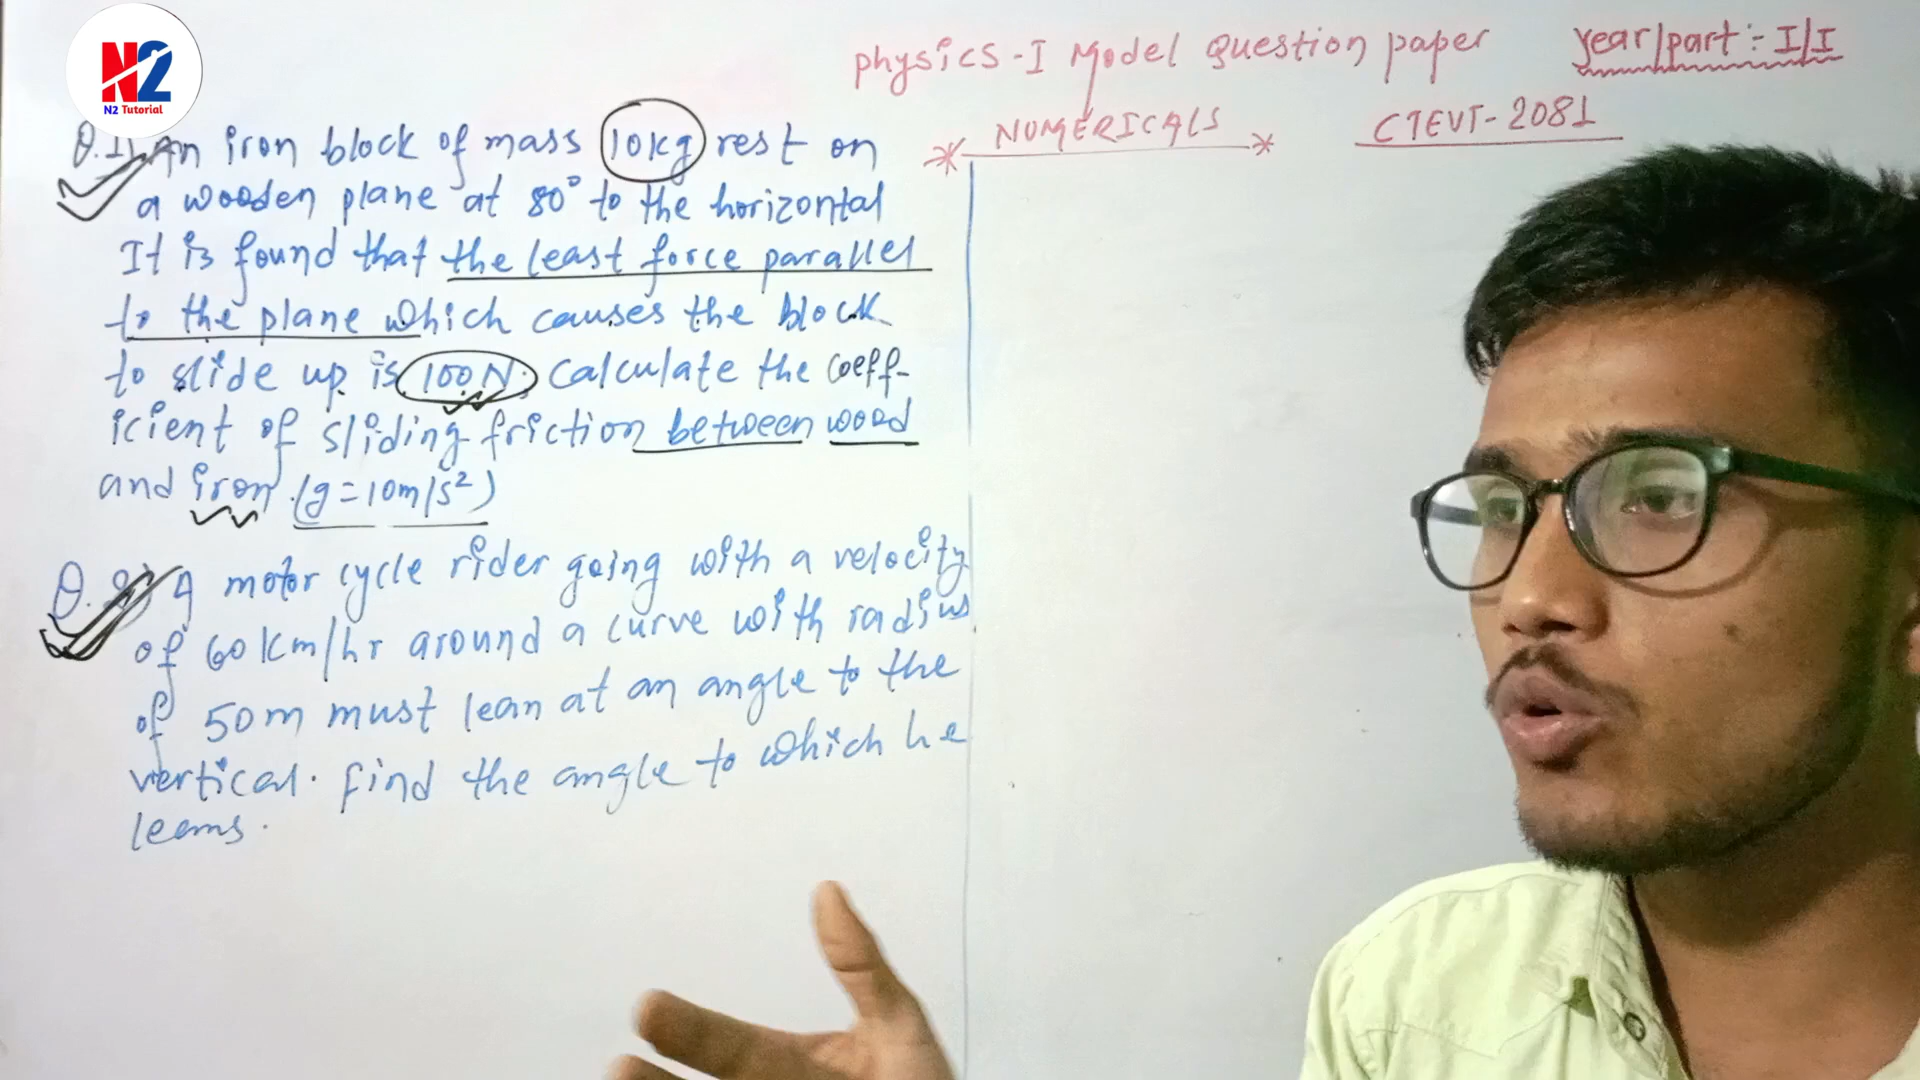 N2
N2 Tutorial
physics-I Model Question paper year/part:- I/I
NUMERICALS CTEVT-2081
Q.1) An iron block of mass 10kg rest on
a wooden plane at 80° to the horizontal
It is found that the least force parallel
to the plane which causes the block
to slide up is 100N. Calculate the coeff-
icient of sliding friction between wood
and iron. (g=10m/s²)
Q. A motor cycle rider going with a velocity
of 60km/hr around a curve with radius
of 50m must lean at an angle to the
vertical. find the angle to which he
leans.